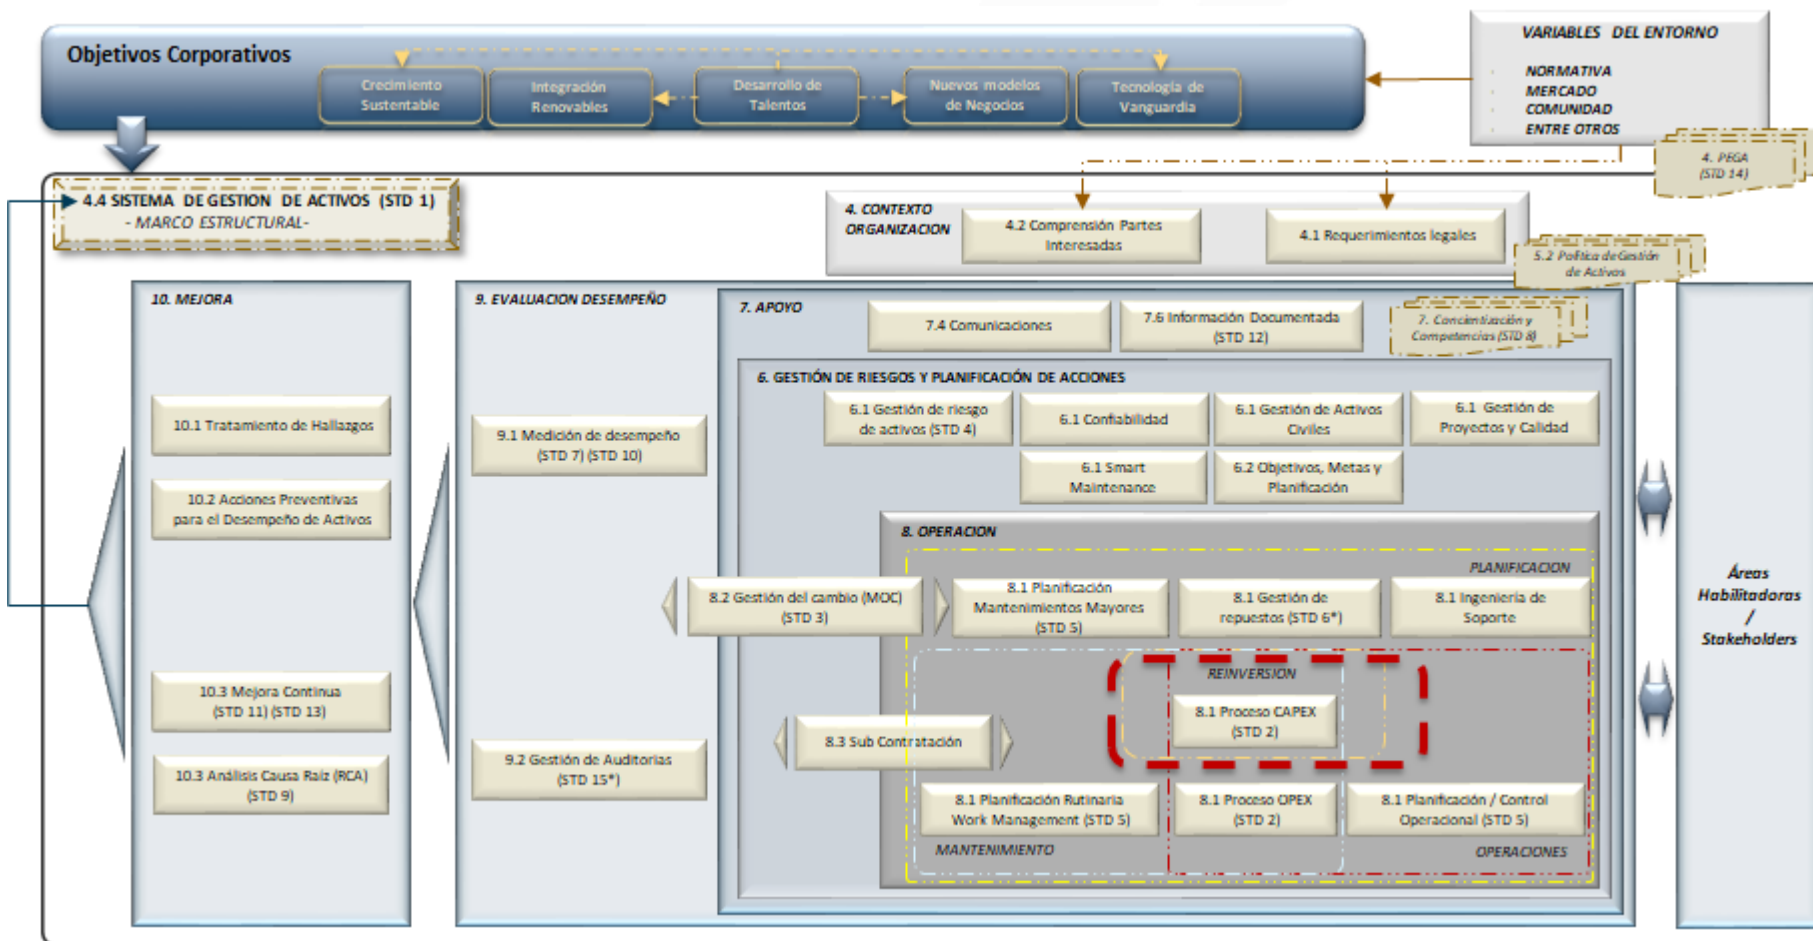 Objetivos Corporativos
Crecimiento
Sustentable
Integración
Renovables
Desarrollo de
Talentos
Nuevos modelos
de Negocios
Tecnología de
Vanguardia
VARIABLES DEL ENTORNO
NORMATIVA
MERCADO
COMUNIDAD
ENTRE OTROS
4. PEGA
(STD 14)
4.4 SISTEMA DE GESTION DE ACTIVOS (STD 1)
- MARCO ESTRUCTURAL-
4. CONTEXTO
ORGANIZACION
4.2 Comprensión Partes
Interesadas
4.1 Requerimientos legales
5.2 Política de Gestión
de Activos
10. MEJORA
10.1 Tratamiento de Hallazgos
10.2 Acciones Preventivas
para el Desempeño de Activos
10.3 Mejora Continua
(STD 11) (STD 13)
10.3 Análisis Causa Raíz (RCA)
(STD 9)
9. EVALUACION DESEMPEÑO
9.1 Medición de desempeño
(STD 7) (STD 10)
9.2 Gestión de Auditorias
(STD 15*)
7. APOYO
7.4 Comunicaciones
7.6 Información Documentada
(STD 12)
7. Concientización y
Competencias (STD 8)
6. GESTIÓN DE RIESGOS Y PLANIFICACIÓN DE ACCIONES
6.1 Gestión de riesgo
de activos (STD 4)
6.1 Confiabilidad
6.1 Gestión de Activos
Civiles
6.1 Gestión de
Proyectos y Calidad
6.1 Smart
Maintenance
6.2 Objetivos, Metas y
Planificación
8. OPERACION
PLANIFICACION
8.2 Gestión del cambio (MOC)
(STD 3)
8.1 Planificación
Mantenimientos Mayores
(STD 5)
8.1 Gestión de
repuestos (STD 6*)
8.1 Ingeniería de
Soporte
REINVERSION
8.1 Proceso CAPEX
(STD 2)
8.3 Sub Contratación
8.1 Planificación Rutinaria
Work Management (STD 5)
8.1 Proceso OPEX
(STD 2)
8.1 Planificación / Control
Operacional (STD 5)
MANTENIMIENTO
OPERACIONES
Áreas
Habilitadoras
/
Stakeholders